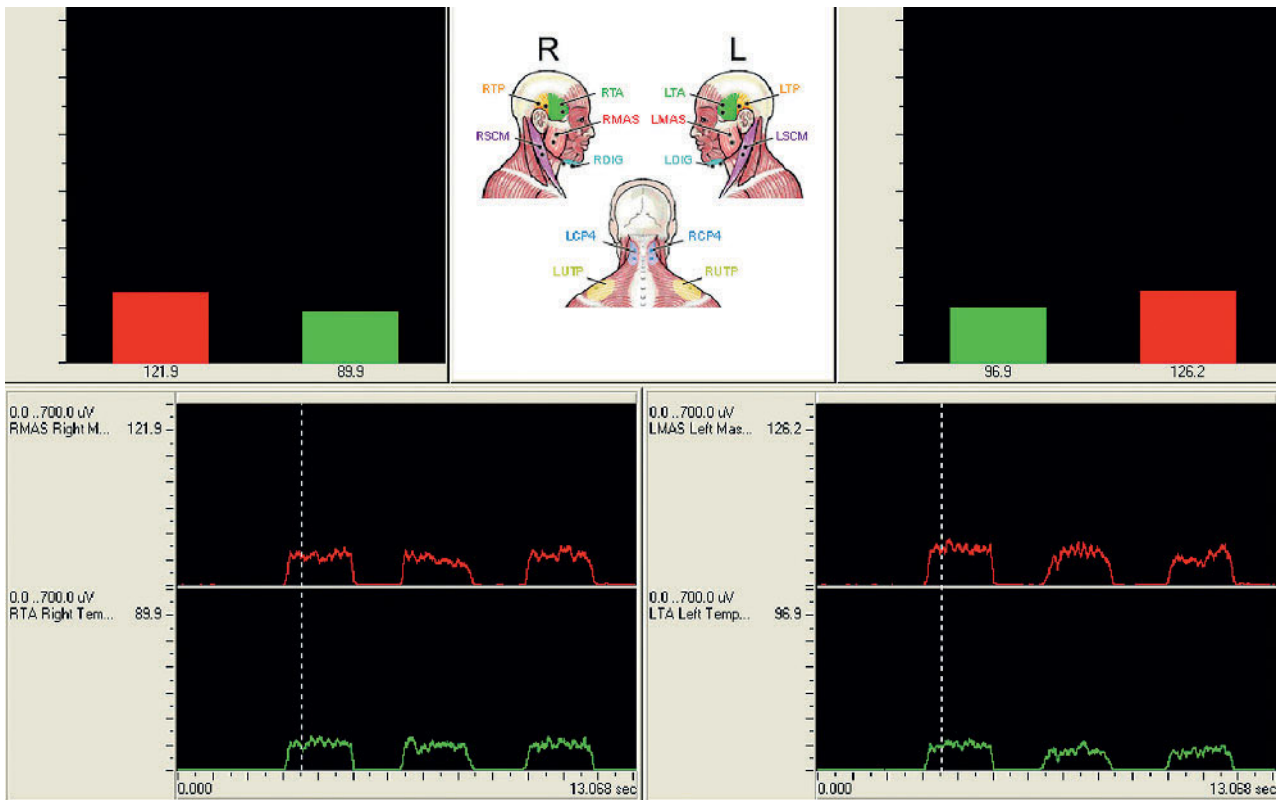 R
L
RTP
RTA
LTA
LTP
RMAS
LMAS
RSCM
LSCM
RDIG
LDIG
LCP4
RCP4
LUTP
RUTP
121.9
89.9
96.9
126.2
0.0 ..700.0 uV
RMAS Right M... 121.9
0.0 ..700.0 uV
RTA Right Tem... 89.9
0.000
13.068 sec
0.0 ..700.0 uV
LMAS Left Mas... 126.2
0.0 ..700.0 uV
LTA Left Temp... 96.9
0.000
13.068 sec